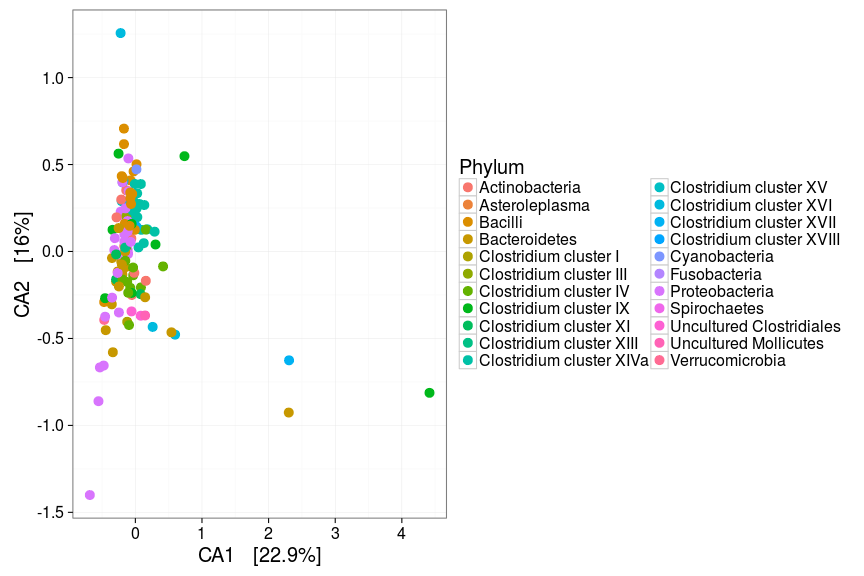 1.0
0.5
0.0
-0.5
-1.0
-1.5
CA2 [16%]
0 1 2 3 4
CA1 [22.9%]
Phylum
Actinobacteria
Asteroleplasma
Bacilli
Bacteroidetes
Clostridium cluster I
Clostridium cluster III
Clostridium cluster IV
Clostridium cluster IX
Clostridium cluster XI
Clostridium cluster XIII
Clostridium cluster XIVa
Clostridium cluster XV
Clostridium cluster XVI
Clostridium cluster XVII
Clostridium cluster XVIII
Cyanobacteria
Fusobacteria
Proteobacteria
Spirochaetes
Uncultured Clostridiales
Uncultured Mollicutes
Verrucomicrobia